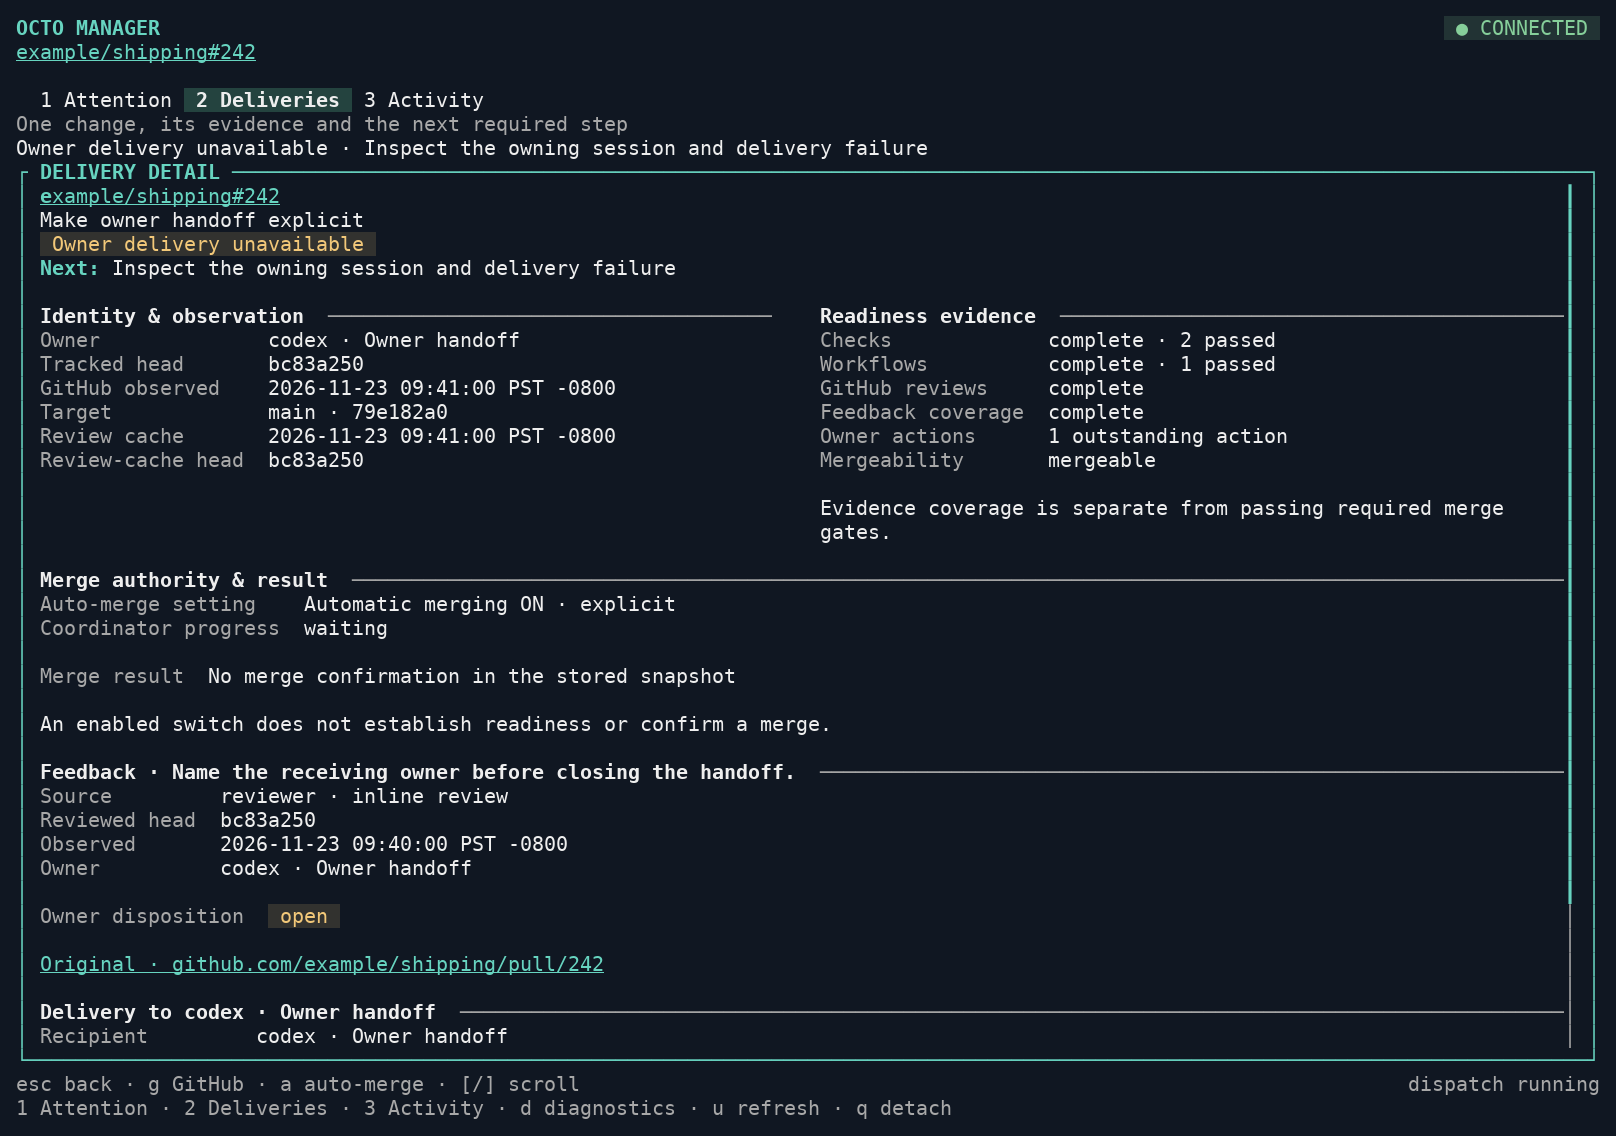 OCTO MANAGER
● CONNECTED
example/shipping#242
1 Attention 2 Deliveries 3 Activity
One change, its evidence and the next required step
Owner delivery unavailable · Inspect the owning session and delivery failure
DELIVERY DETAIL
example/shipping#242
Make owner handoff explicit
Owner delivery unavailable
Next: Inspect the owning session and delivery failure
Identity & observation
Owner codex · Owner handoff
Tracked head bc83a250
GitHub observed 2026-11-23 09:41:00 PST -0800
Target main · 79e182a0
Review cache 2026-11-23 09:41:00 PST -0800
Review-cache head bc83a250
Readiness evidence
Checks complete · 2 passed
Workflows complete · 1 passed
GitHub reviews complete
Feedback coverage complete
Owner actions 1 outstanding action
Mergeability mergeable
Evidence coverage is separate from passing required merge
gates.
Merge authority & result
Auto-merge setting Automatic merging ON · explicit
Coordinator progress waiting
Merge result No merge confirmation in the stored snapshot
An enabled switch does not establish readiness or confirm a merge.
Feedback · Name the receiving owner before closing the handoff.
Source reviewer · inline review
Reviewed head bc83a250
Observed 2026-11-23 09:40:00 PST -0800
Owner codex · Owner handoff
Owner disposition open
Original · github.com/example/shipping/pull/242
Delivery to codex · Owner handoff
Recipient codex · Owner handoff
esc back · g GitHub · a auto-merge · [/] scroll
dispatch running
1 Attention · 2 Deliveries · 3 Activity · d diagnostics · u refresh · q detach